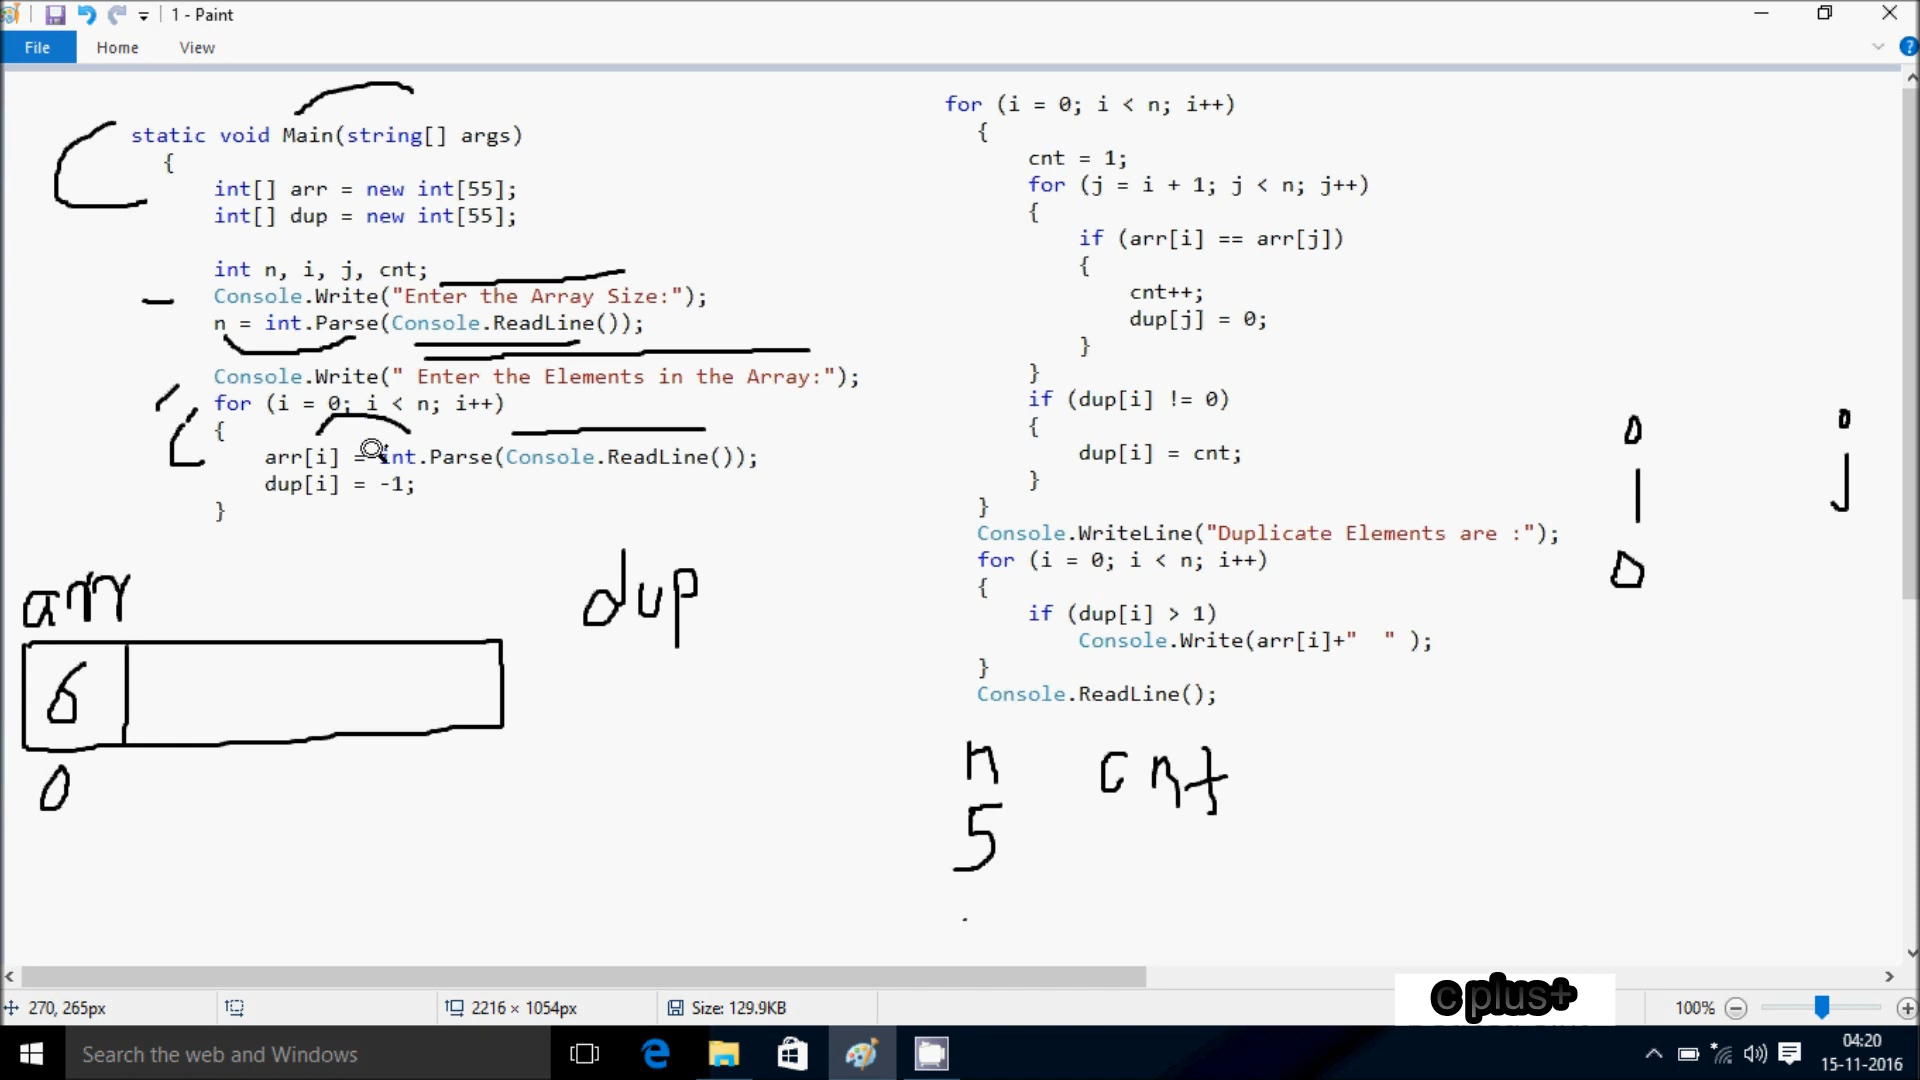 1 - Paint
File Home View
static void Main(string[] args)
{
int[] arr = new int[55];
int[] dup = new int[55];
int n, i, j, cnt;
Console.Write("Enter the Array Size:");
n = int.Parse(Console.ReadLine());
Console.Write(" Enter the Elements in the Array:");
for (i = 0; i < n; i++)
{
arr[i] = int.Parse(Console.ReadLine());
dup[i] = -1;
}
arr
6
0
dup
for (i = 0; i < n; i++)
{
cnt = 1;
for (j = i + 1; j < n; j++)
{
if (arr[i] == arr[j])
{
cnt++;
dup[j] = 0;
}
}
if (dup[i] != 0)
{
dup[i] = cnt;
}
}
Console.WriteLine("Duplicate Elements are :");
for (i = 0; i < n; i++)
{
if (dup[i] > 1)
Console.Write(arr[i]+"  " );
}
Console.ReadLine();
n cnt
5
i j
0
270, 265px
2216 × 1054px
Size: 129.9KB
c plus+
100%
Search the web and Windows
04:20
15-11-2016